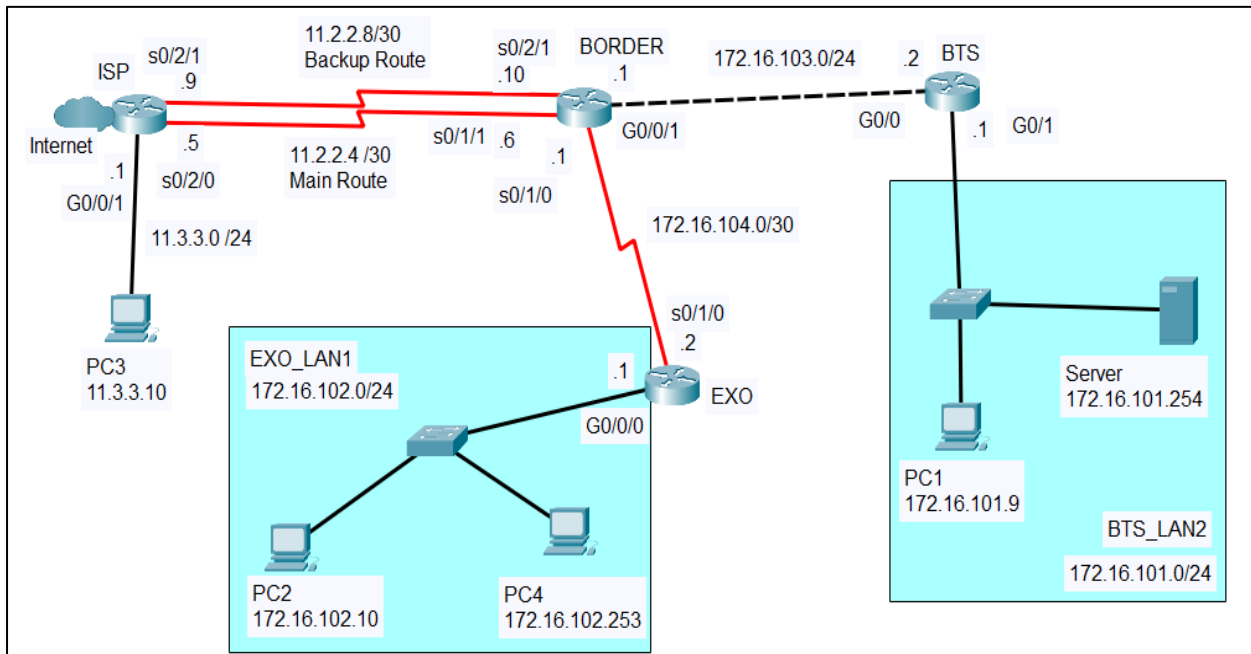 11.2.2.8/30
Backup Route
s0/2/1
ISP
.9
s0/2/1
.10
BORDER
.1
172.16.103.0/24
.2
BTS
Internet
.5
s0/2/0
.1
G0/0/1
11.2.2.4 /30
Main Route
s0/1/1
.6
.1
s0/1/0
G0/0/1
G0/0
.1
G0/1
11.3.3.0 /24
172.16.104.0/30
PC3
11.3.3.10
s0/1/0
.2
EXO
EXO_LAN1
172.16.102.0/24
.1
G0/0/0
PC2
172.16.102.10
PC4
172.16.102.253
Server
172.16.101.254
PC1
172.16.101.9
BTS_LAN2
172.16.101.0/24